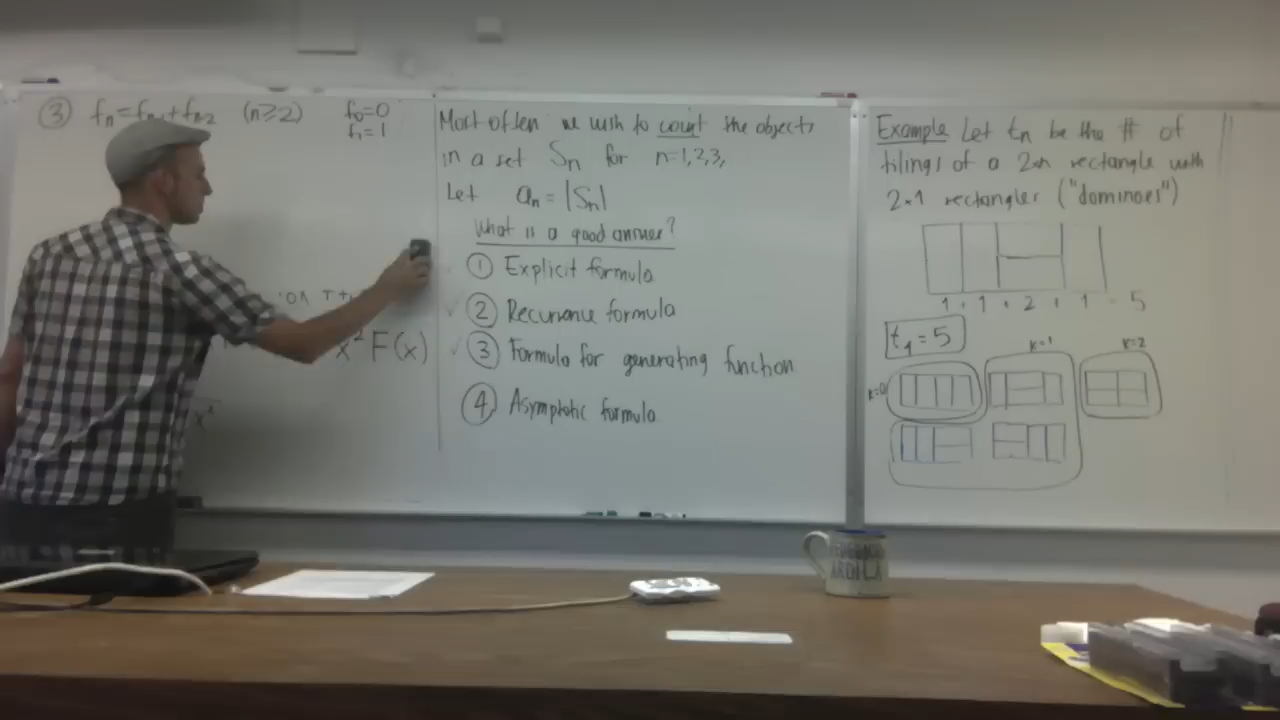 ③ fn = fn-1 + fn-2 (n≥2) f0=0
f1=1
x² F(x)
Most often we wish to count the objects
in a set Sn for n=1,2,3,
Let an = |Sn|
What is a good answer?
① Explicit formula
② Recurrence formula
③ Formula for generating function
④ Asymptotic formula
Example Let tn be the # of
tilings of a 2×n rectangle with
2×1 rectangles ("dominoes")
1 + 1 + 2 + 1 = 5
t4 = 5
K=0
K=1
K=2
ARDILA